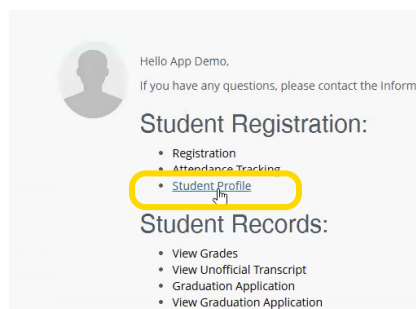 Hello App Demo,
If you have any questions, please contact the Inform
Student Registration:
• Registration
• Attendance Tracking
• Student Profile
Student Records:
• View Grades
• View Unofficial Transcript
• Graduation Application
• View Graduation Application